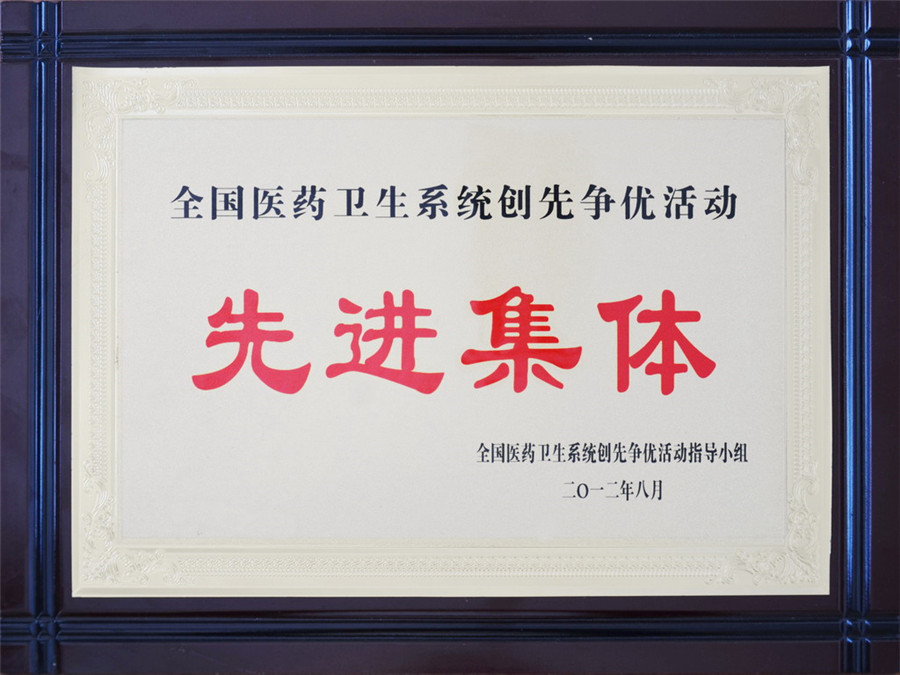 全国医药卫生系统创先争优活动
先进集体
全国医药卫生系统创先争优活动指导小组
二〇一二年八月